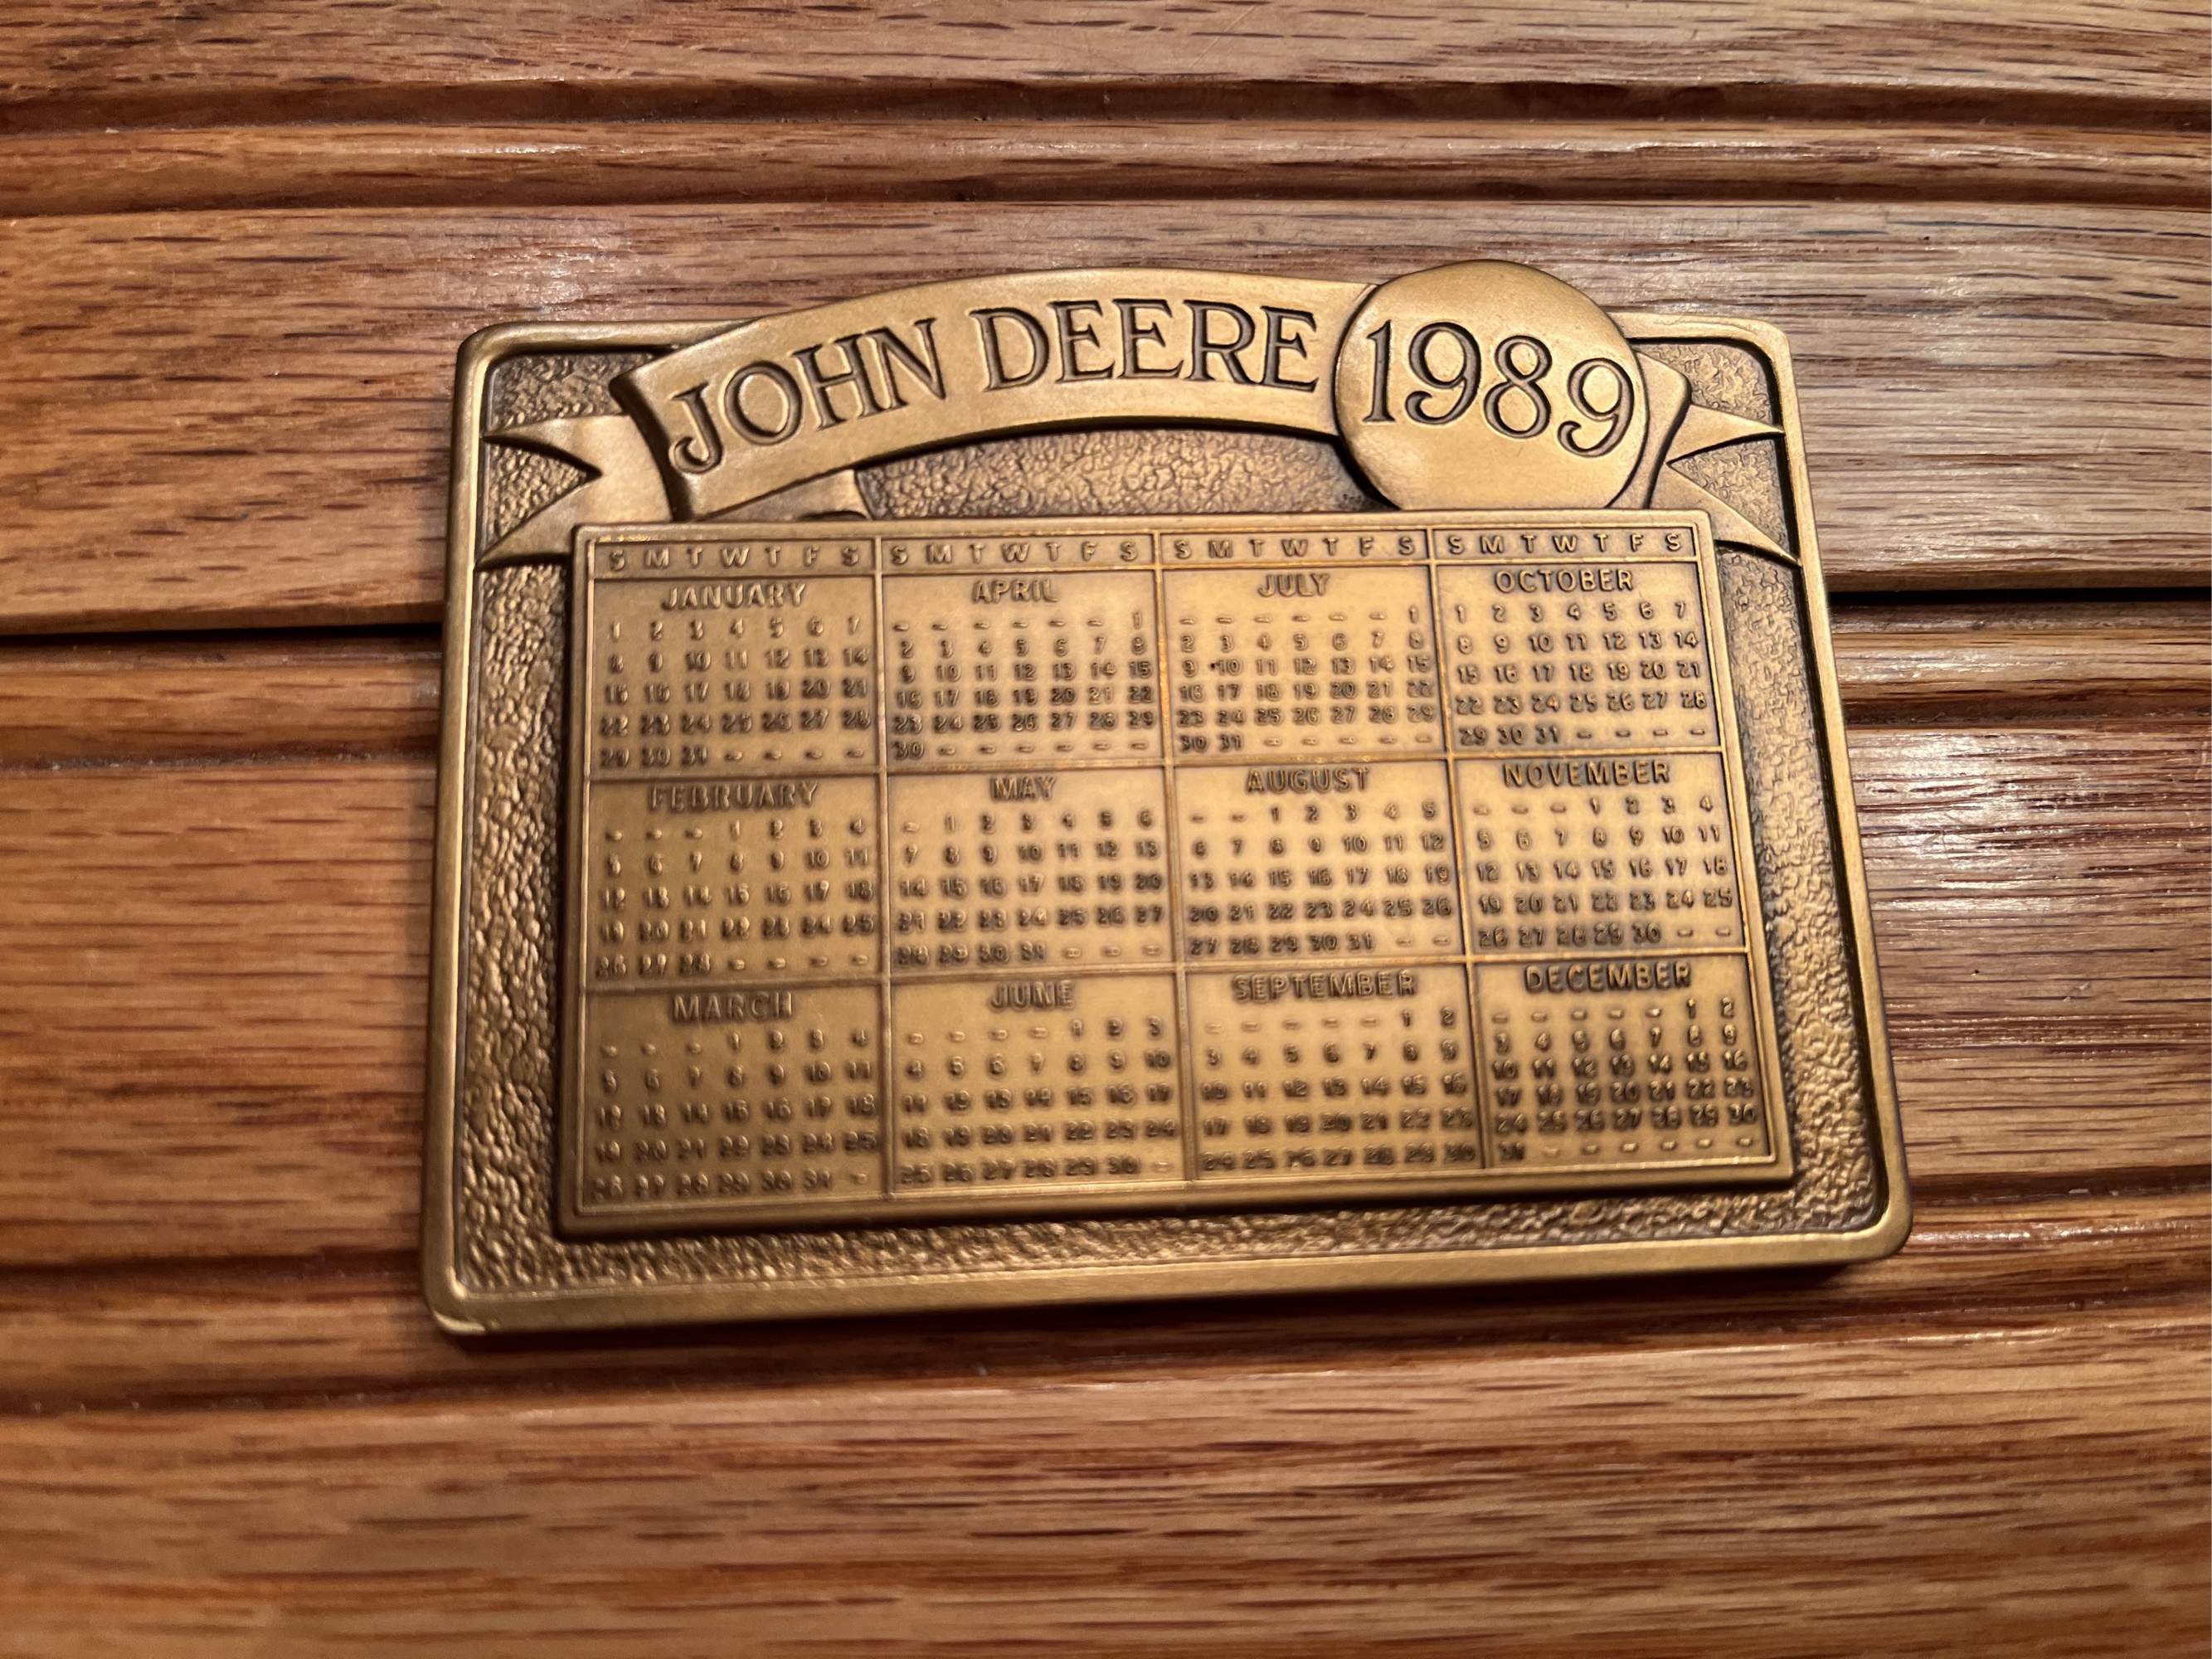 JOHN DEERE 1989
S M T W T F S
JANUARY
1 2 3 4 5 6 7
8 9 10 11 12 13 14
15 16 17 18 19 20 21
22 23 24 25 26 27 28
29 30 31 - - - -
FEBRUARY
- - - 1 2 3 4
5 6 7 8 9 10 11
12 13 14 15 16 17 18
19 20 21 22 23 24 25
26 27 28 - - - -
MARCH
- - - 1 2 3 4
5 6 7 8 9 10 11
12 13 14 15 16 17 18
19 20 21 22 23 24 25
26 27 28 29 30 31 -
S M T W T F S
APRIL
- - - - - - 1
2 3 4 5 6 7 8
9 10 11 12 13 14 15
16 17 18 19 20 21 22
23 24 25 26 27 28 29
30 - - - - - -
MAY
- 1 2 3 4 5 6
7 8 9 10 11 12 13
14 15 16 17 18 19 20
21 22 23 24 25 26 27
28 29 30 31 - - -
JUNE
- - - - 1 2 3
4 5 6 7 8 9 10
11 12 13 14 15 16 17
18 19 20 21 22 23 24
25 26 27 28 29 30 -
S M T W T F S
JULY
- - - - - - 1
2 3 4 5 6 7 8
9 10 11 12 13 14 15
16 17 18 19 20 21 22
23 24 25 26 27 28 29
30 31 - - - - -
AUGUST
- - 1 2 3 4 5
6 7 8 9 10 11 12
13 14 15 16 17 18 19
20 21 22 23 24 25 26
27 28 29 30 31 - -
SEPTEMBER
- - - - - 1 2
3 4 5 6 7 8 9
10 11 12 13 14 15 16
17 18 19 20 21 22 23
24 25 26 27 28 29 30
S M T W T F S
OCTOBER
1 2 3 4 5 6 7
8 9 10 11 12 13 14
15 16 17 18 19 20 21
22 23 24 25 26 27 28
29 30 31 - - - -
NOVEMBER
- - - 1 2 3 4
5 6 7 8 9 10 11
12 13 14 15 16 17 18
19 20 21 22 23 24 25
26 27 28 29 30 - -
DECEMBER
- - - - - 1 2
3 4 5 6 7 8 9
10 11 12 13 14 15 16
17 18 19 20 21 22 23
24 25 26 27 28 29 30
31 - - - - - -